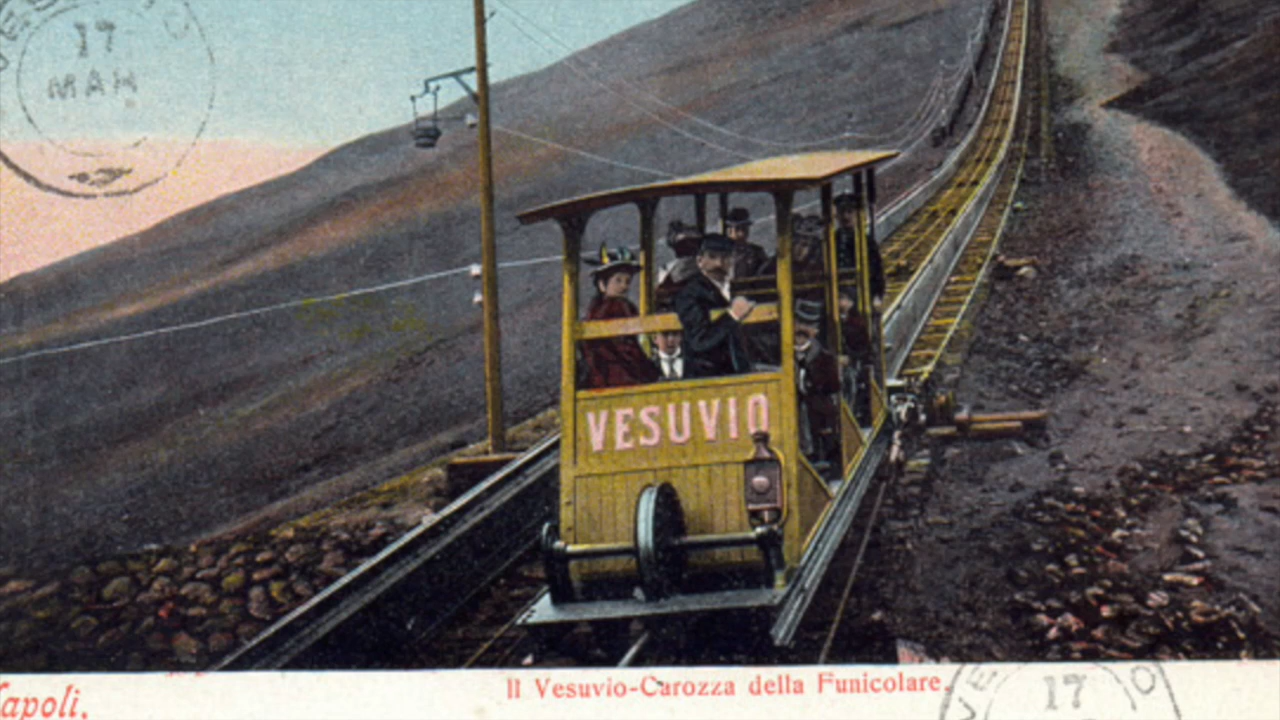 17
MAR
VESUVIO
Napoli.
Il Vesuvio-Carozza della Funicolare.
17